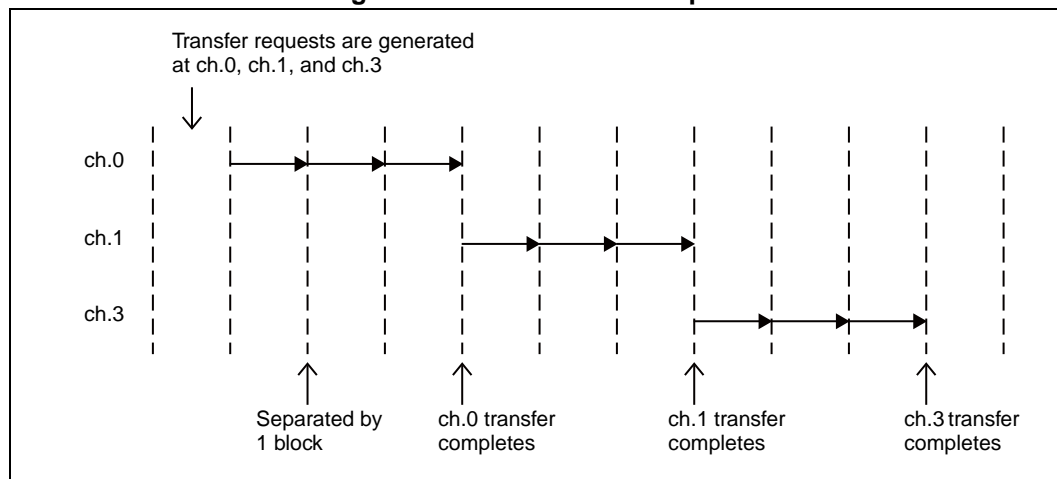 Transfer requests are generated
at ch.0, ch.1, and ch.3
ch.0
ch.1
ch.3
Separated by
1 block
ch.0 transfer
completes
ch.1 transfer
completes
ch.3 transfer
completes